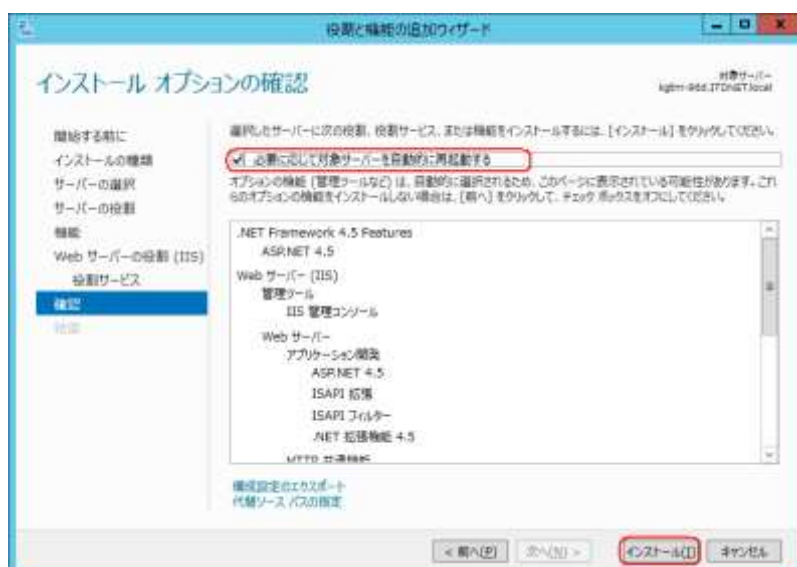 役割と機能の追加ウィザード
インストール オプションの確認
対象サーバー
開始する前に
インストールの種類
サーバーの選択
サーバーの役割
機能
Web サーバーの役割 (IIS)
役割サービス
確認
結果
選択したサーバーに次の役割、役割サービス、または機能をインストールするには、[インストール] をクリックしてください。
必要に応じて対象サーバーを自動的に再起動する
オプションの機能 (管理ツールなど) は、自動的に選択されるため、このページに表示されている可能性があります。これ
らのオプションの機能をインストールしない場合は、[前へ] をクリックして、チェック ボックスをオフにしてください。
.NET Framework 4.5 Features
ASP.NET 4.5
Web サーバー (IIS)
管理ツール
IIS 管理コンソール
Web サーバー
アプリケーション開発
ASP.NET 4.5
ISAPI 拡張
ISAPI フィルター
.NET 拡張機能 4.5
HTTP 共通機能
構成設定のエクスポート
代替ソース パスの指定
< 前へ(P)
次へ(N) >
インストール(I)
キャンセル